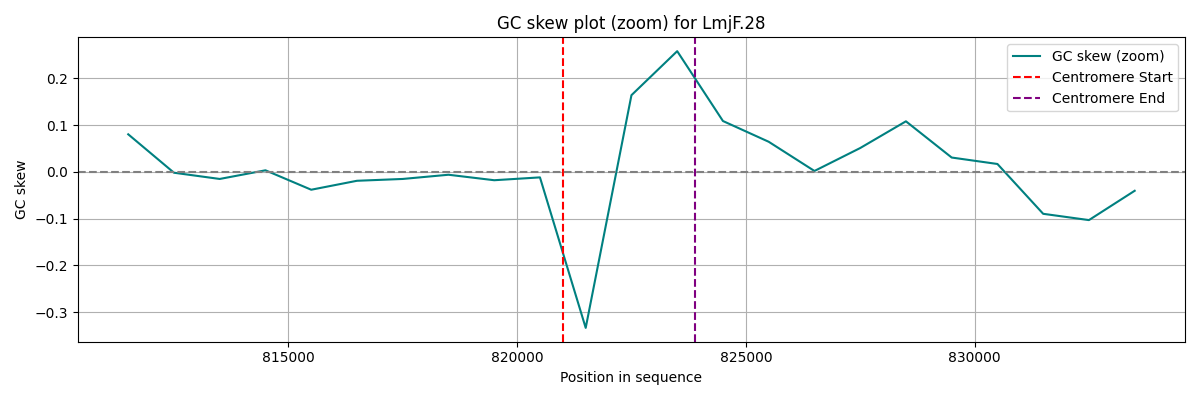 GC skew plot (zoom) for LmjF.28
GC skew (zoom)
Centromere Start
Centromere End
GC skew
0.2
0.1
0.0
−0.1
−0.2
−0.3
815000
820000
825000
830000
Position in sequence